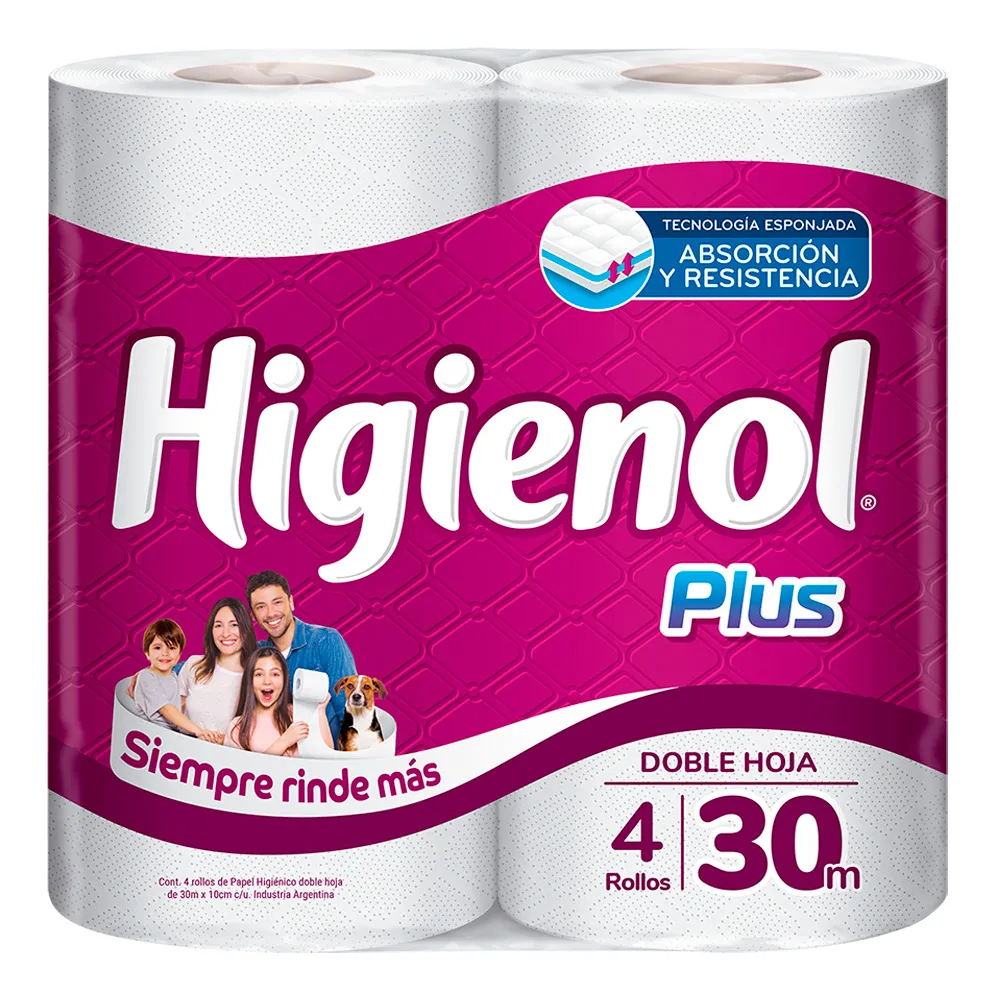 TECNOLOGÍA ESPONJADA
ABSORCIÓN
Y RESISTENCIA
Higienol®
Plus
Siempre rinde más
DOBLE HOJA
4
Rollos
30m
Cont. 4 rollos de Papel Higiénico doble hoja
de 30m x 10cm c/u. Industria Argentina